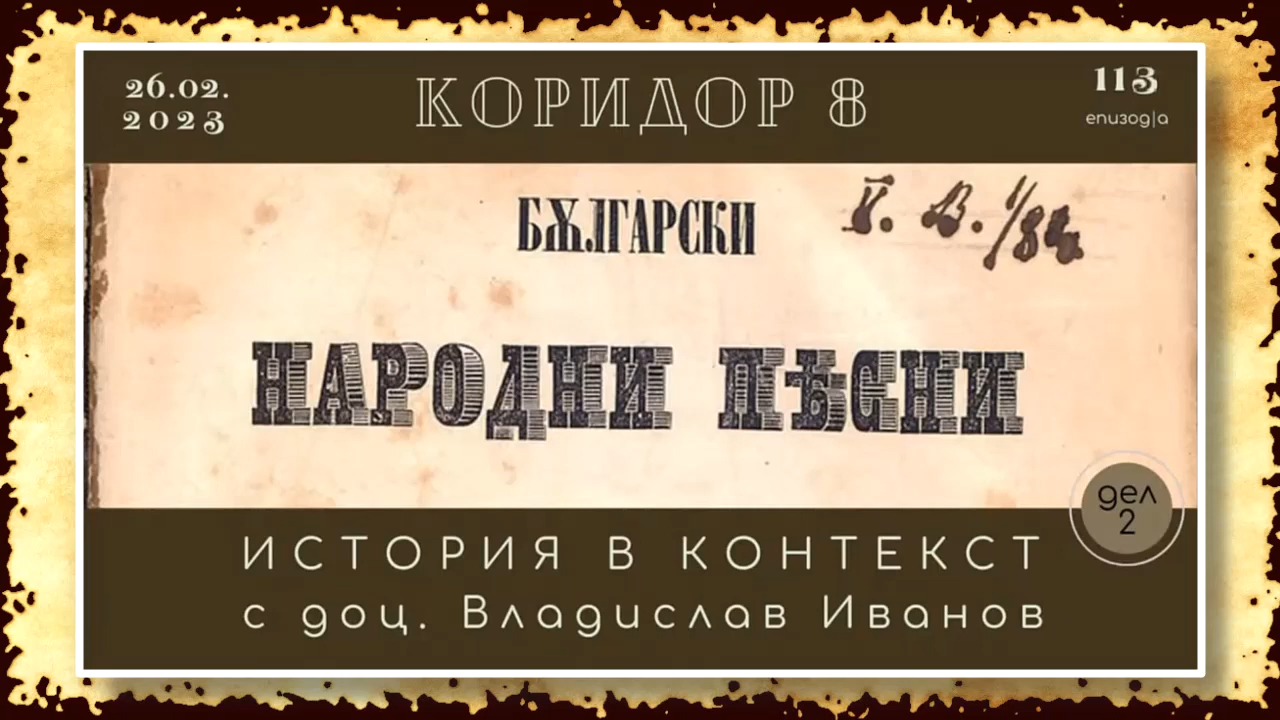 26.02.
2023
КОРИДОР 8
113
епизод|а
БѪЛГАРСКИ
НАРОДНИ ПѢСНИ
дел
2
ИСТОРИЯ В КОНТЕКСТ
с доц. Владислав Иванов